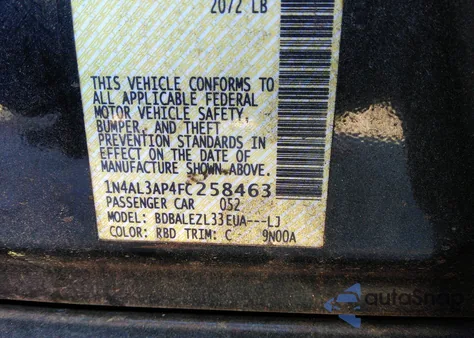 2072 LB
THIS VEHICLE CONFORMS TO
ALL APPLICABLE FEDERAL
MOTOR VEHICLE SAFETY,
BUMPER, AND THEFT
PREVENTION STANDARDS IN
EFFECT ON THE DATE OF
MANUFACTURE SHOWN ABOVE.
1N4AL3AP4FC258463
PASSENGER CAR 052
MODEL: BDBALEZL33EUA---LJ
COLOR: RBD TRIM: C 9N00A
autoSnap